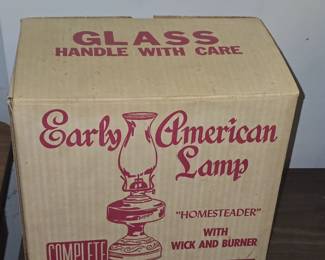 GLASS
HANDLE WITH CARE
Early American
Lamp
"HOMESTEADER"
WITH
WICK AND BURNER
COMPLETE